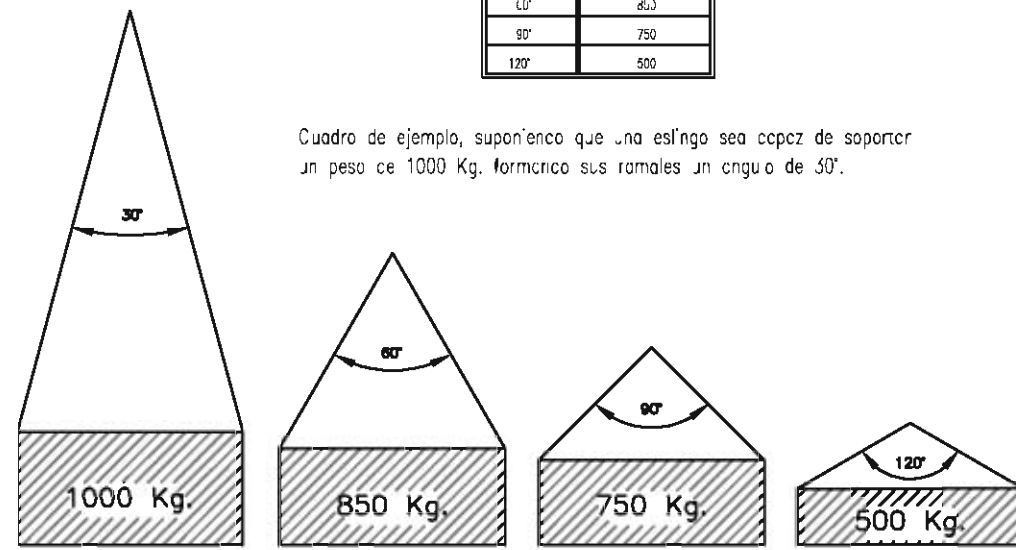 60° 850
90° 750
120° 500
Cuadro de ejemplo, suponiendo que una eslinga sea capaz de soportar
un peso de 1000 Kg. formando sus ramales un angulo de 30°.
30°
60°
90°
120°
1000 Kg.
850 Kg.
750 Kg.
500 Kg.